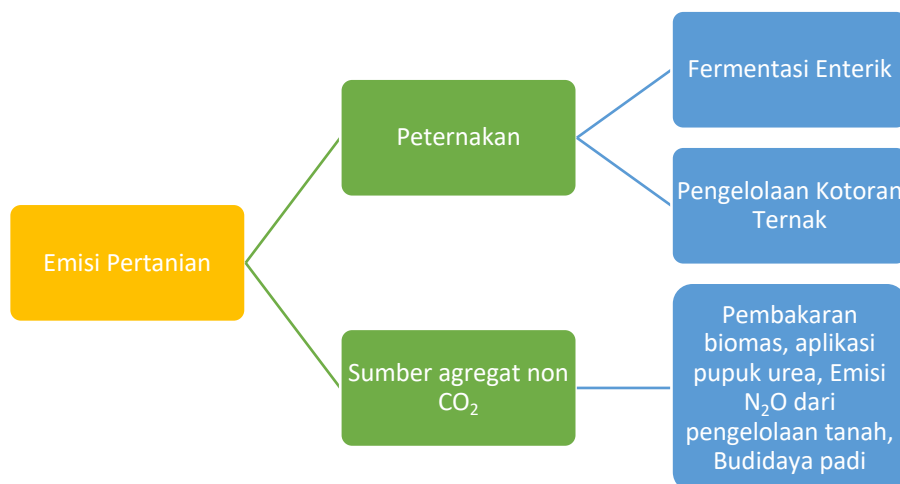 Emisi Pertanian
Peternakan
Fermentasi Enterik
Pengelolaan Kotoran
Ternak
Sumber agregat non
CO₂
Pembakaran
biomas, aplikasi
pupuk urea, Emisi
N₂O dari
pengelolaan tanah,
Budidaya padi